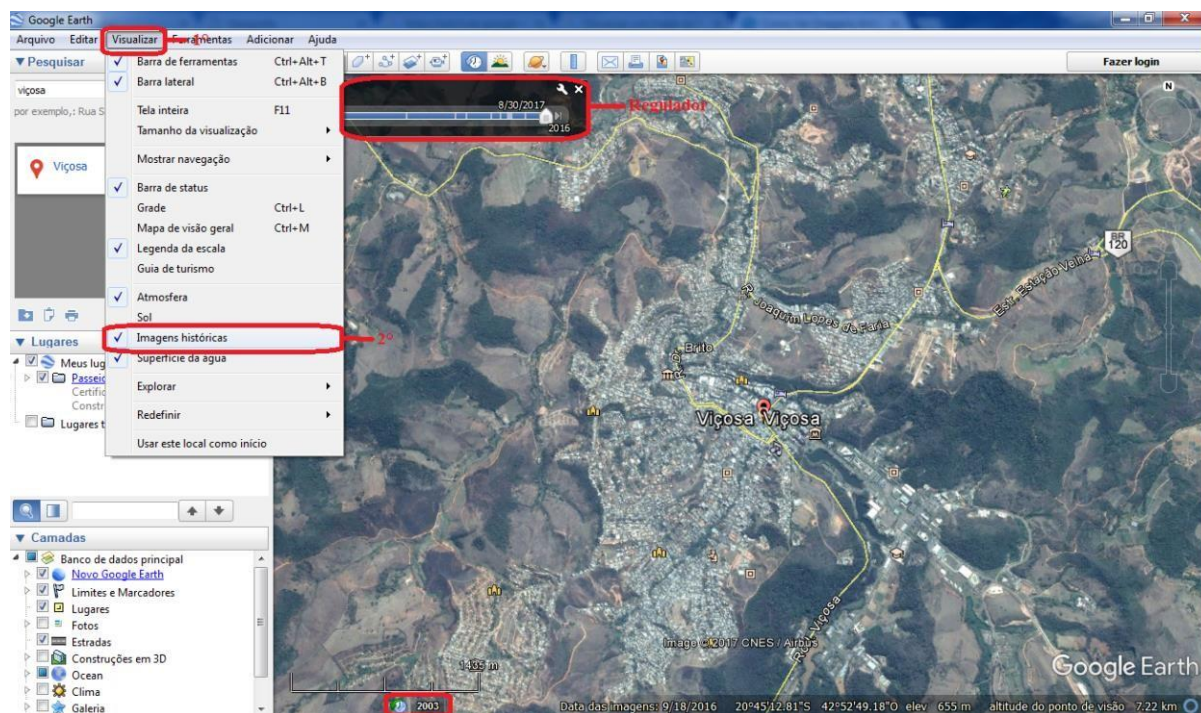 Google Earth
Arquivo Editar Visualizar 1º Ferramentas Adicionar Ajuda
Pesquisar
Fazer login
viçosa
por exemplo,: Rua S
Viçosa
Barra de ferramentas Ctrl+Alt+T
Barra lateral Ctrl+Alt+B
Tela inteira F11
Tamanho da visualização
Mostrar navegação
Barra de status
Grade Ctrl+L
Mapa de visão geral Ctrl+M
Legenda da escala
Guia de turismo
Atmosfera
Sol
Imagens históricas 2º
Superfície da água
Explorar
Redefinir
Usar este local como início
8/30/2017
2016
Regulador
N
BR
120
Estr. Estação Velha
R. Joaquim Lopes de Faria
Brito
Viçosa Viçosa
Viçosa
Lugares
Meus lug
Passeio
Certific
Constr
Lugares t
Camadas
Banco de dados principal
Novo Google Earth
Limites e Marcadores
Lugares
Fotos
Estradas
Construções em 3D
Ocean
Clima
Galeria
Image © 2017 CNES / Airbus
Google Earth
1435 m
2003
Data das imagens: 9/18/2016 20°45'12.81"S 42°52'49.18"O elev 655 m altitude do ponto de visão 7.22 km